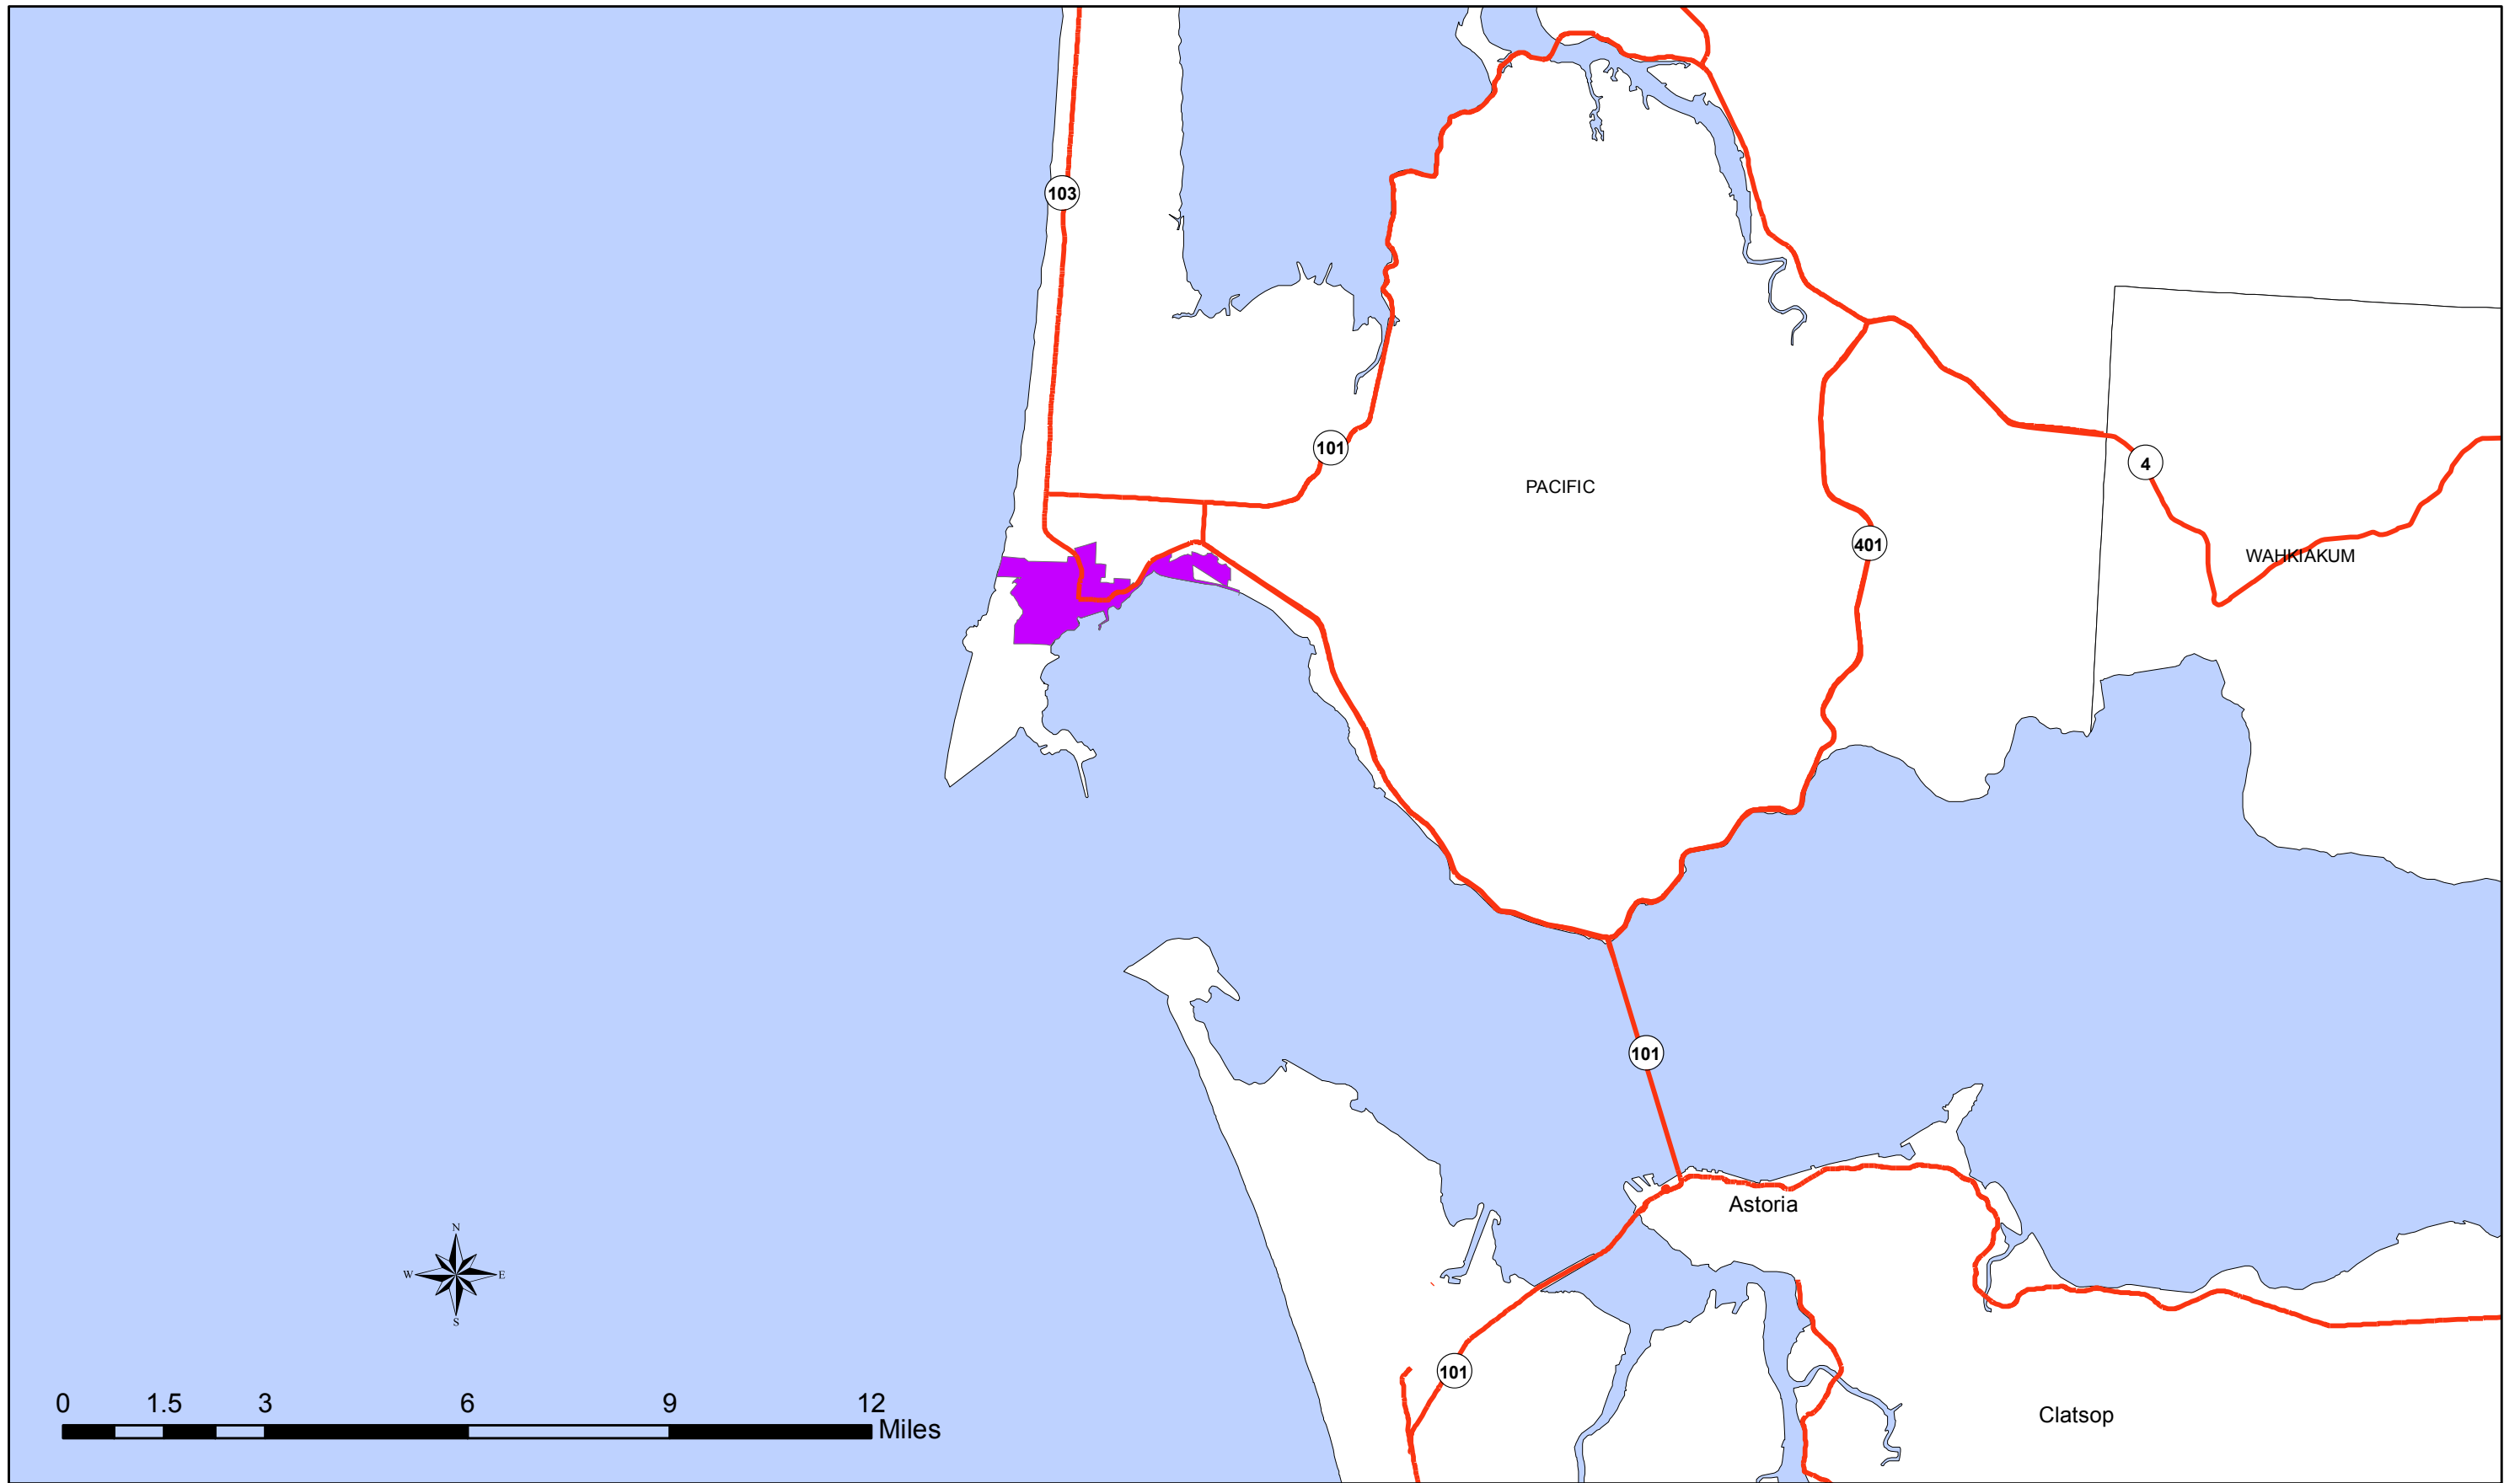 103
101
PACIFIC
4
401
WAHKIAKUM
101
Astoria
N
W E
S
101
0 1.5 3 6 9 12
Miles
Clatsop